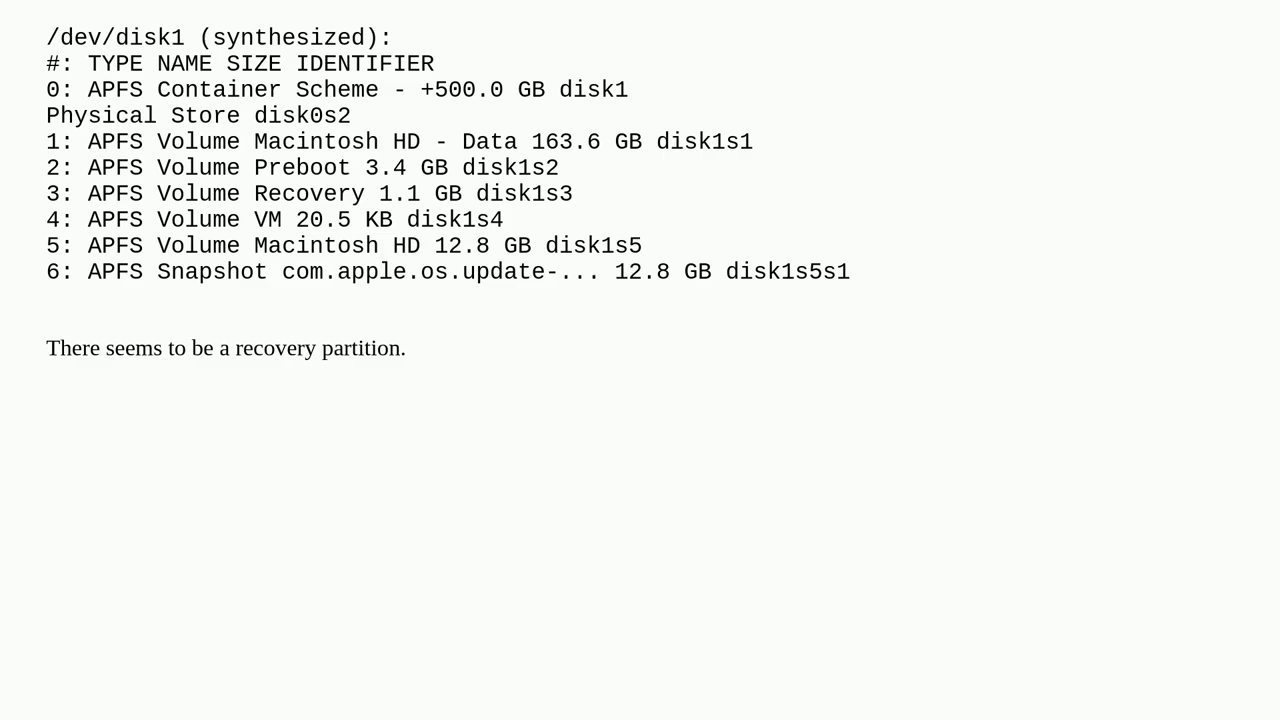 /dev/disk1 (synthesized):
#: TYPE NAME SIZE IDENTIFIER
0: APFS Container Scheme - +500.0 GB disk1
Physical Store disk0s2
1: APFS Volume Macintosh HD - Data 163.6 GB disk1s1
2: APFS Volume Preboot 3.4 GB disk1s2
3: APFS Volume Recovery 1.1 GB disk1s3
4: APFS Volume VM 20.5 KB disk1s4
5: APFS Volume Macintosh HD 12.8 GB disk1s5
6: APFS Snapshot com.apple.os.update-... 12.8 GB disk1s5s1
There seems to be a recovery partition.